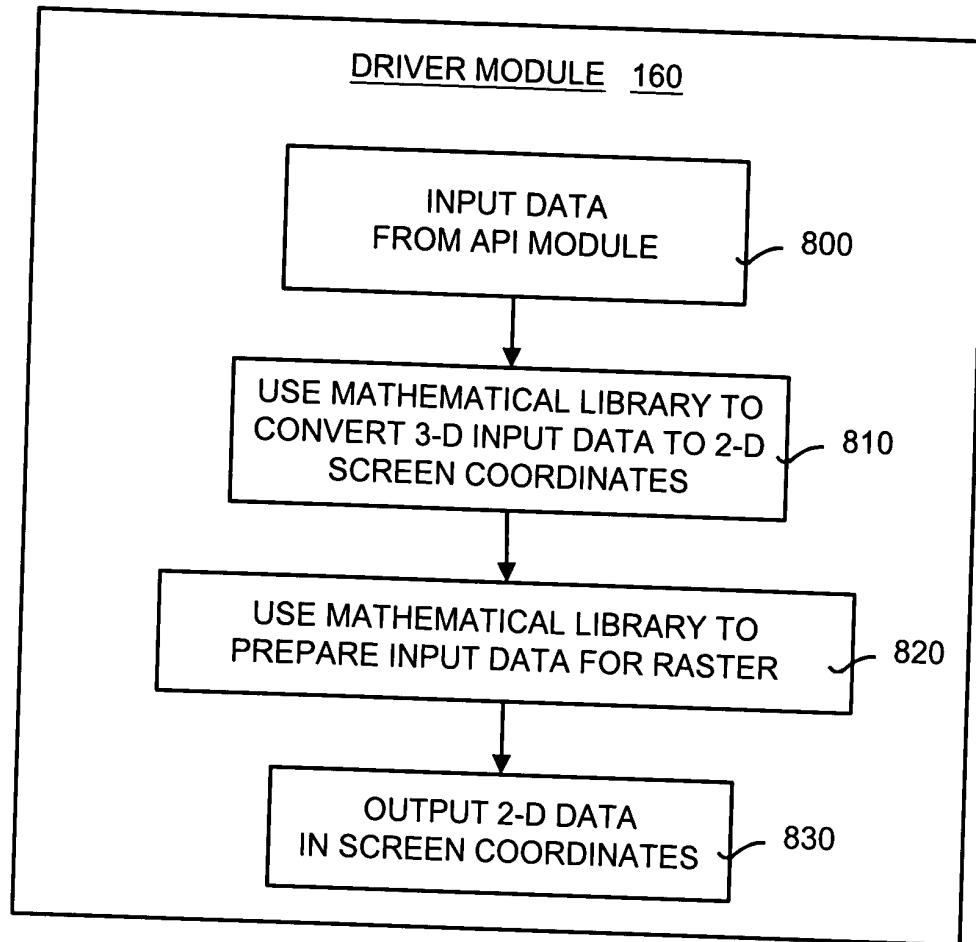 DRIVER MODULE 160
INPUT DATA
FROM API MODULE
800
USE MATHEMATICAL LIBRARY TO
CONVERT 3-D INPUT DATA TO 2-D
SCREEN COORDINATES
810
USE MATHEMATICAL LIBRARY TO
PREPARE INPUT DATA FOR RASTER
820
OUTPUT 2-D DATA
IN SCREEN COORDINATES
830